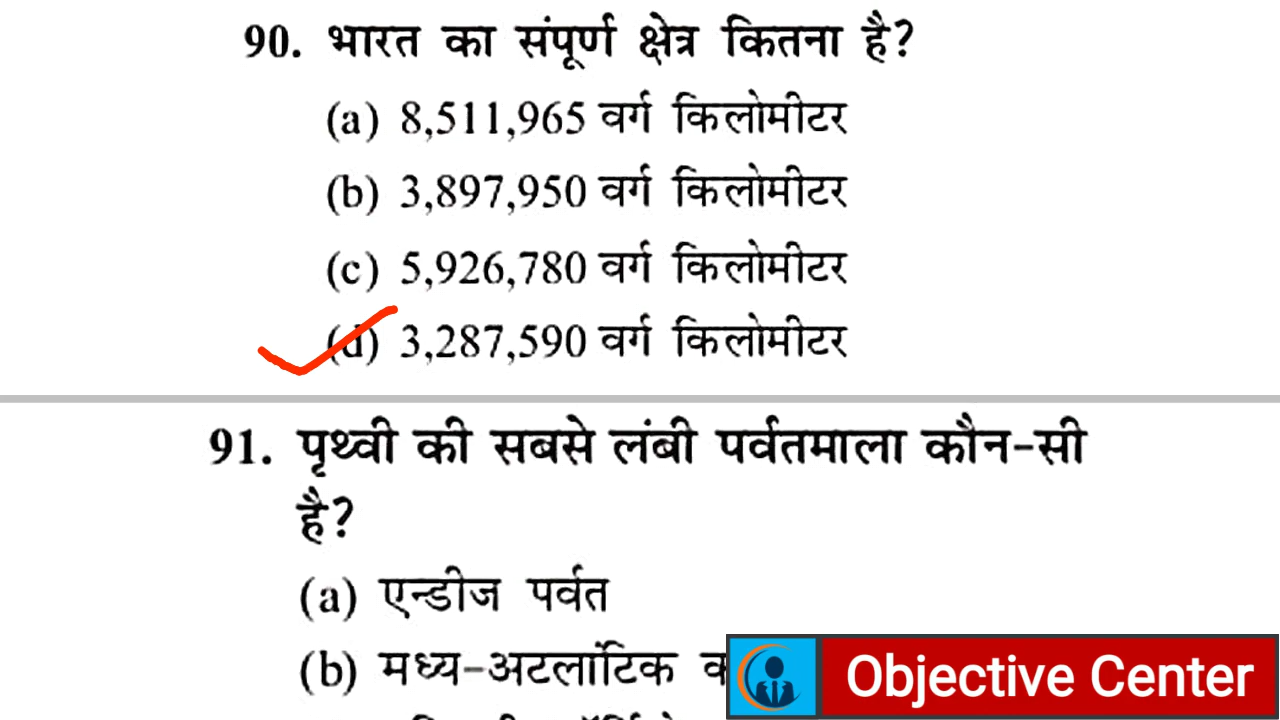 90. भारत का संपूर्ण क्षेत्र कितना है?
(a) 8,511,965 वर्ग किलोमीटर
(b) 3,897,950 वर्ग किलोमीटर
(c) 5,926,780 वर्ग किलोमीटर
(d) 3,287,590 वर्ग किलोमीटर
91. पृथ्वी की सबसे लंबी पर्वतमाला कौन-सी
है?
(a) एन्डीज पर्वत
(b) मध्य-अटलांटिक
Objective Center